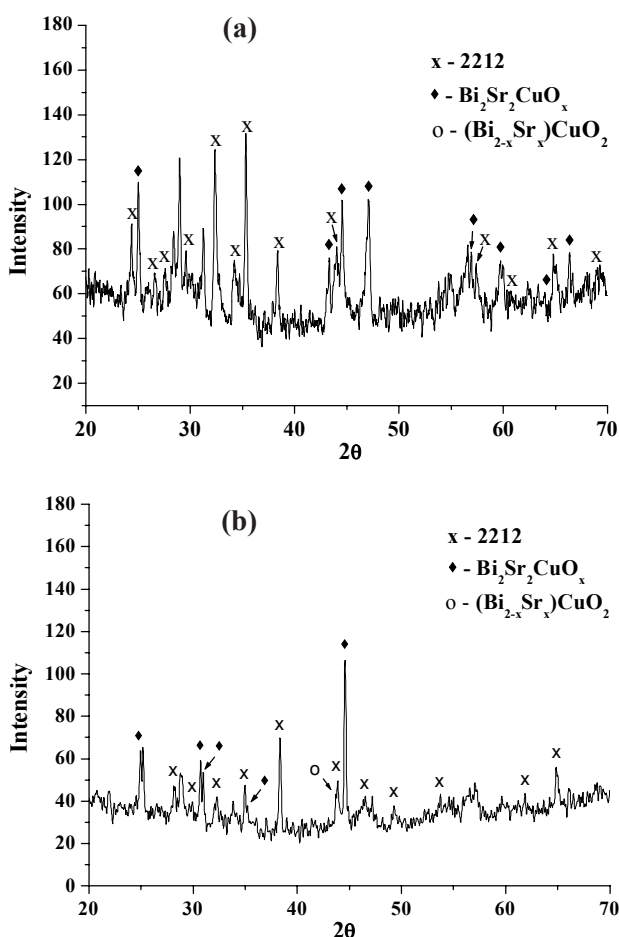 (a)
180
160
140
120
100
80
60
40
20
Intensity
x - 2212
♦ - Bi₂Sr₂CuOₓ
o - (Bi₂₋ₓSrₓ)CuO₂
x x x x x x x x x x x x x x
20 30 40 50 60 70
2θ
(b)
180
160
140
120
100
80
60
40
20
0
Intensity
x - 2212
♦ - Bi₂Sr₂CuOₓ
o - (Bi₂₋ₓSrₓ)CuO₂
x x x x x o x x x x x x
20 30 40 50 60 70
2θ